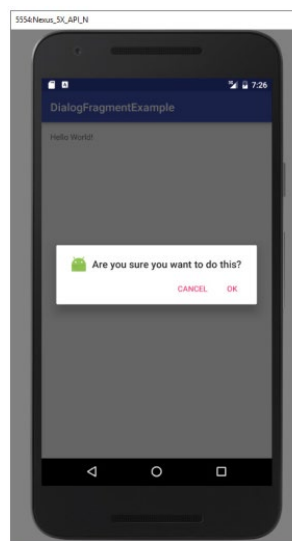 5554:Nexus_5X_API_N
7:26
DialogFragmentExample
Hello World!
Are you sure you want to do this?
CANCEL OK